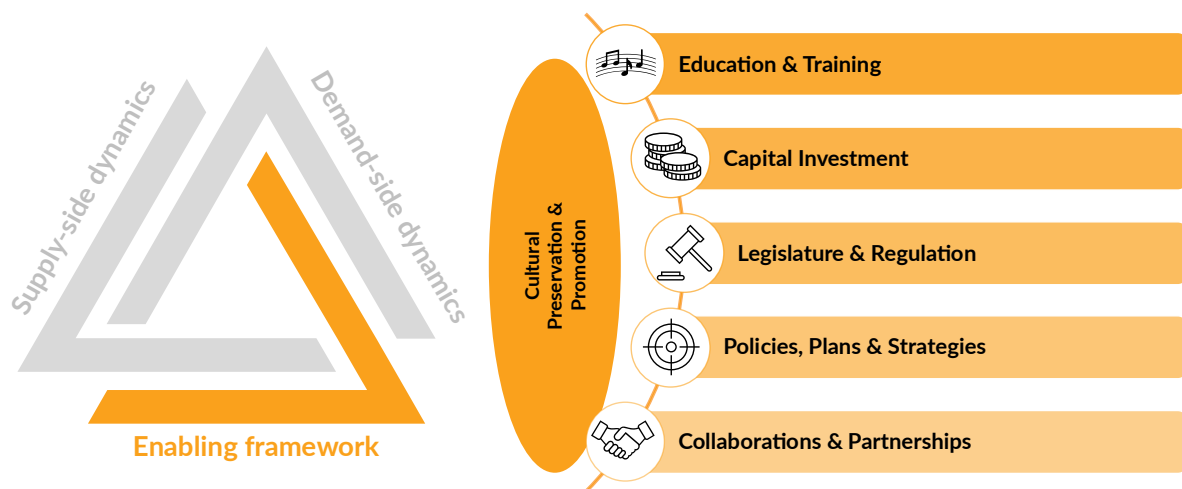 Supply-side dynamics
Demand-side dynamics
Enabling framework
Cultural
Preservation &
Promotion
Education & Training
Capital Investment
Legislature & Regulation
Policies, Plans & Strategies
Collaborations & Partnerships